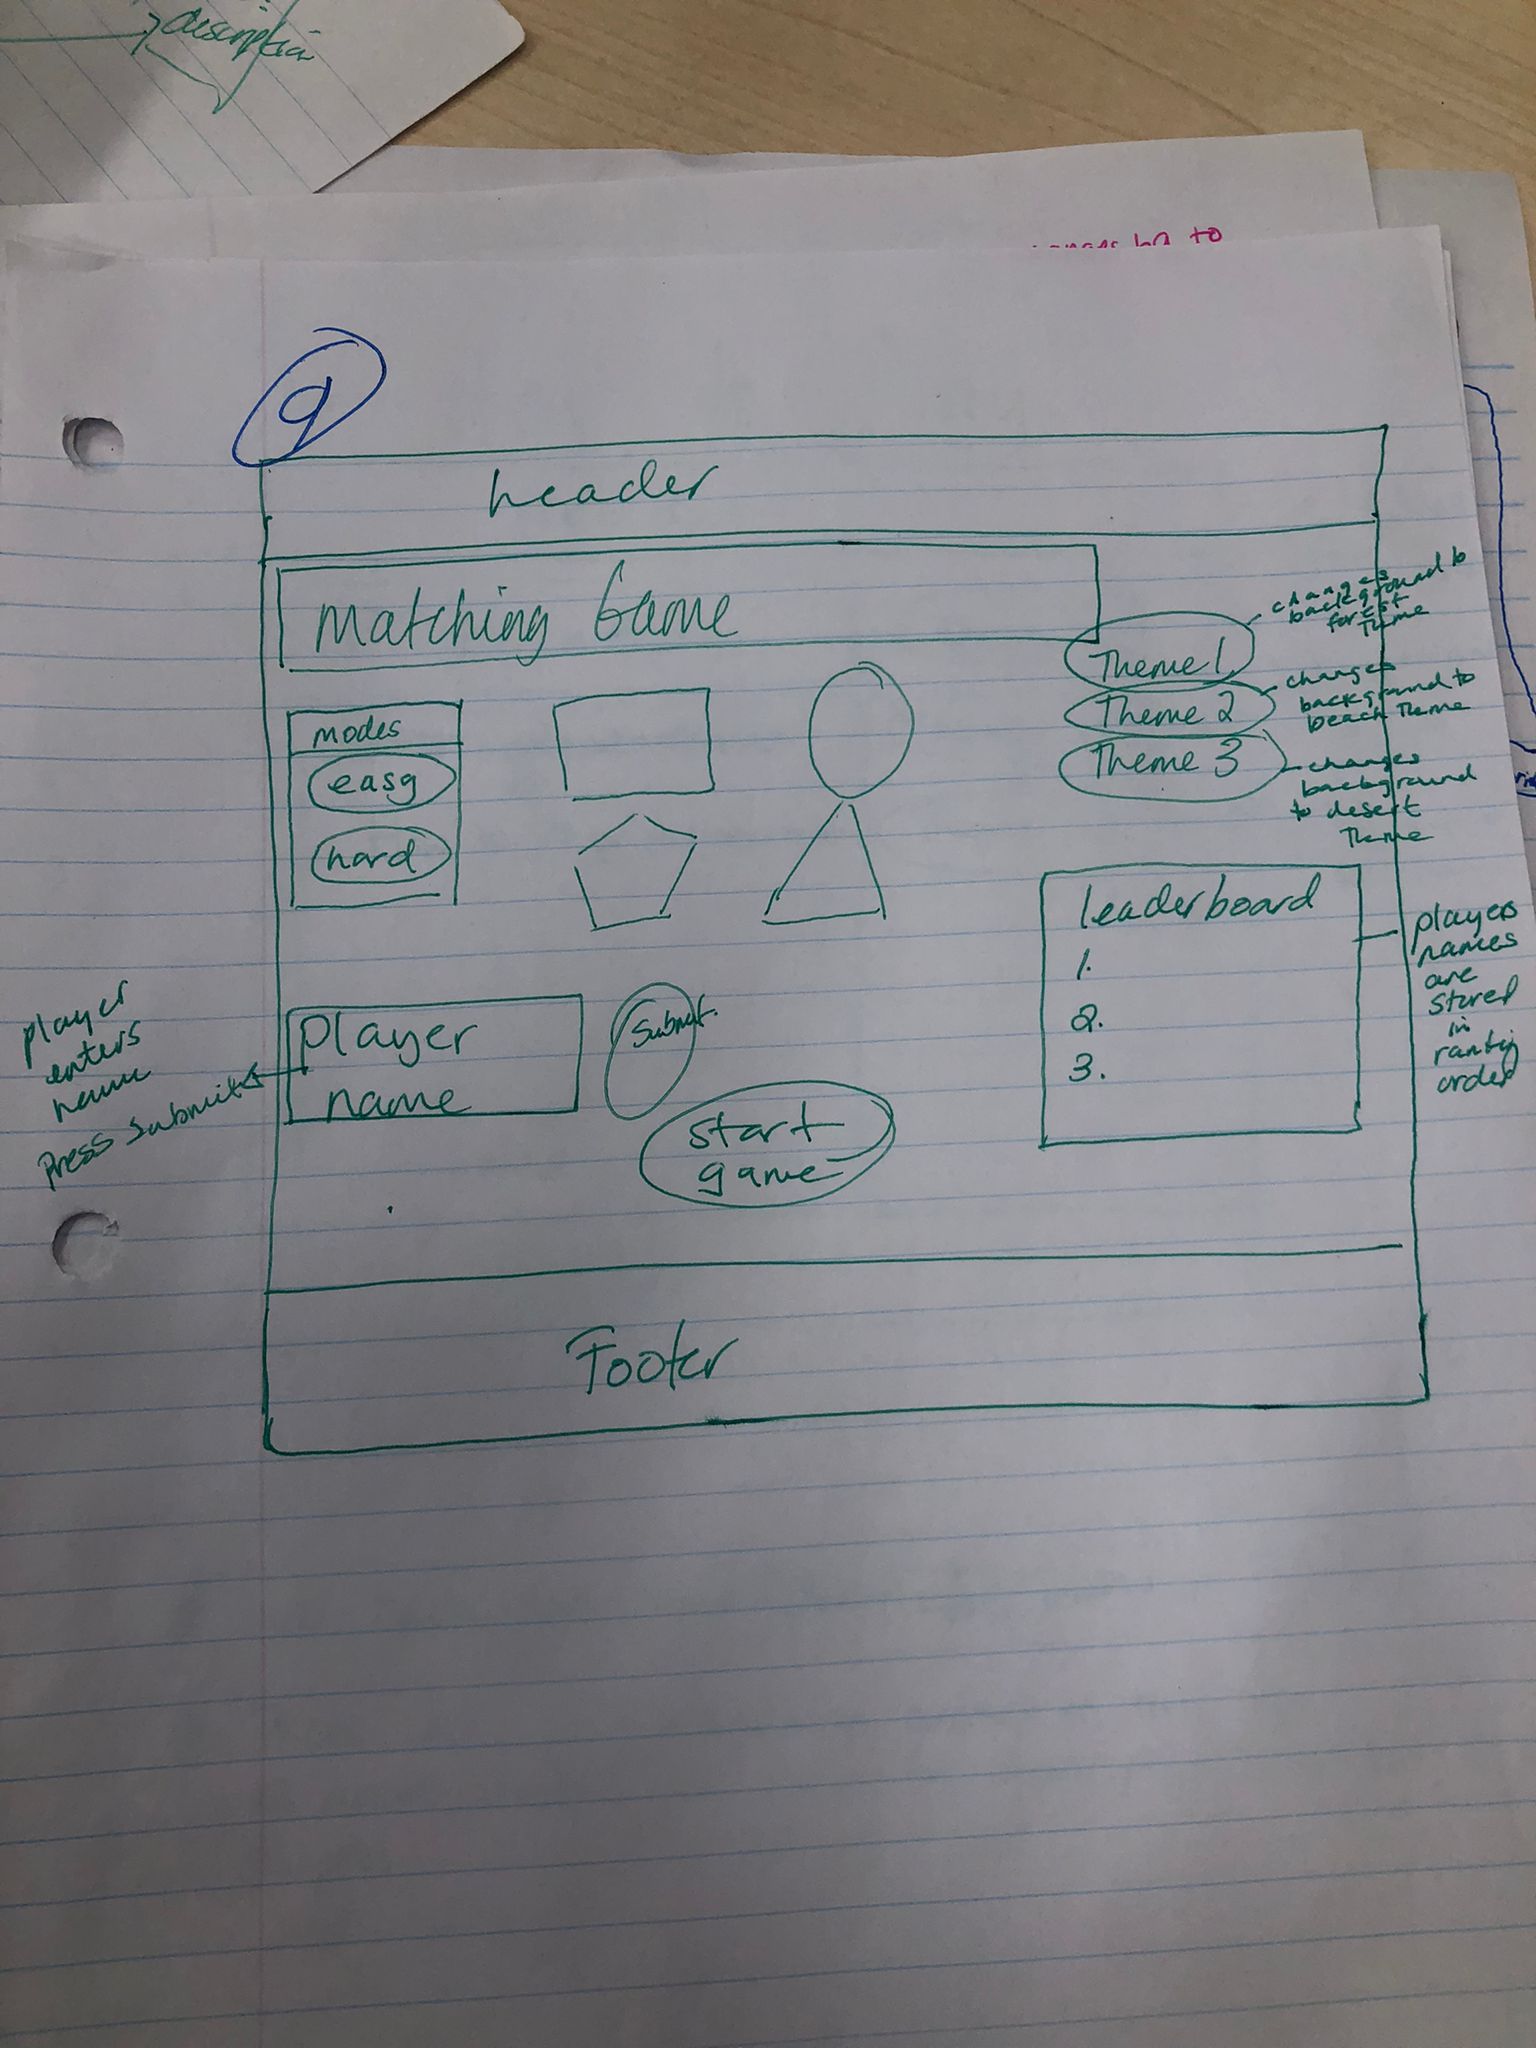 description
changes bg to
9
header
Matching Game
changes
background to
forest
Theme
Theme 1
changes
background to
beach Theme
Theme 2
Theme 3
changes
background
to desert
Theme
modes
easy
hard
leaderboard
1.
2.
3.
players
names
are
stored
in
ranking
order
player
enters
name
Press Submit
Player
name
Submit.
start
game
Footer